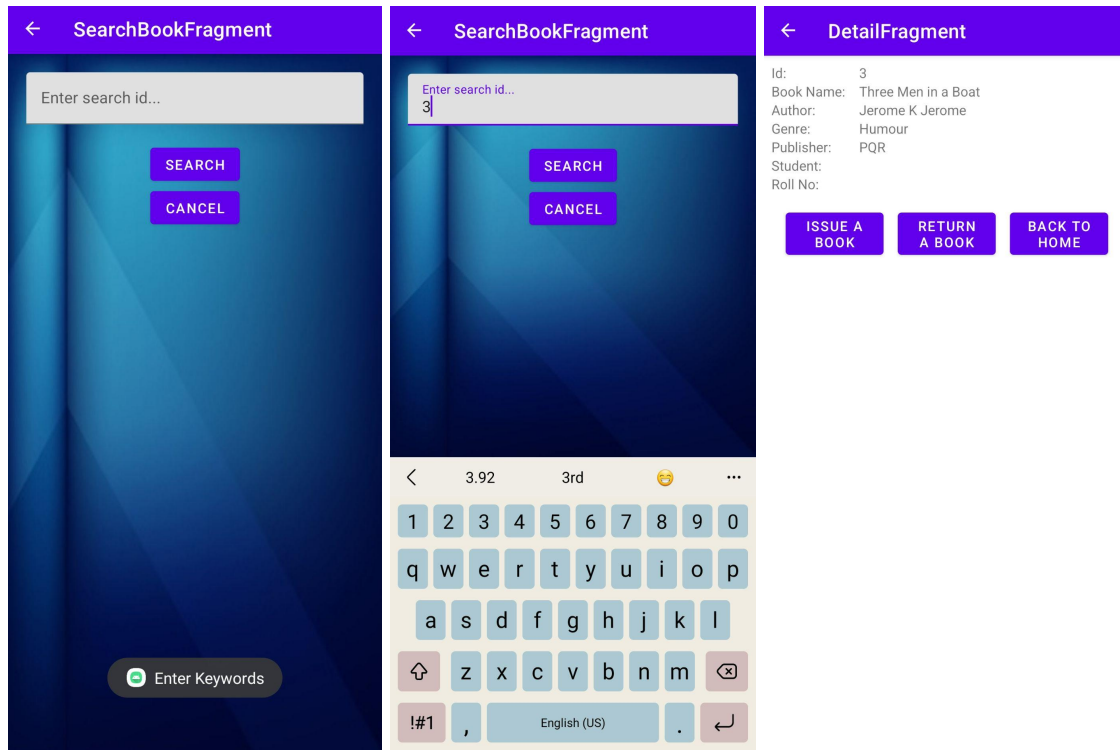 SearchBookFragment
Enter search id...
SEARCH
CANCEL
Enter Keywords
SearchBookFragment
Enter search id...
3
SEARCH
CANCEL
3.92 3rd
1 2 3 4 5 6 7 8 9 0
q w e r t y u i o p
a s d f g h j k l
z x c v b n m
!#1 , English (US) .
DetailFragment
Id: 3
Book Name: Three Men in a Boat
Author: Jerome K Jerome
Genre: Humour
Publisher: PQR
Student:
Roll No:
ISSUE A
BOOK
RETURN
A BOOK
BACK TO
HOME